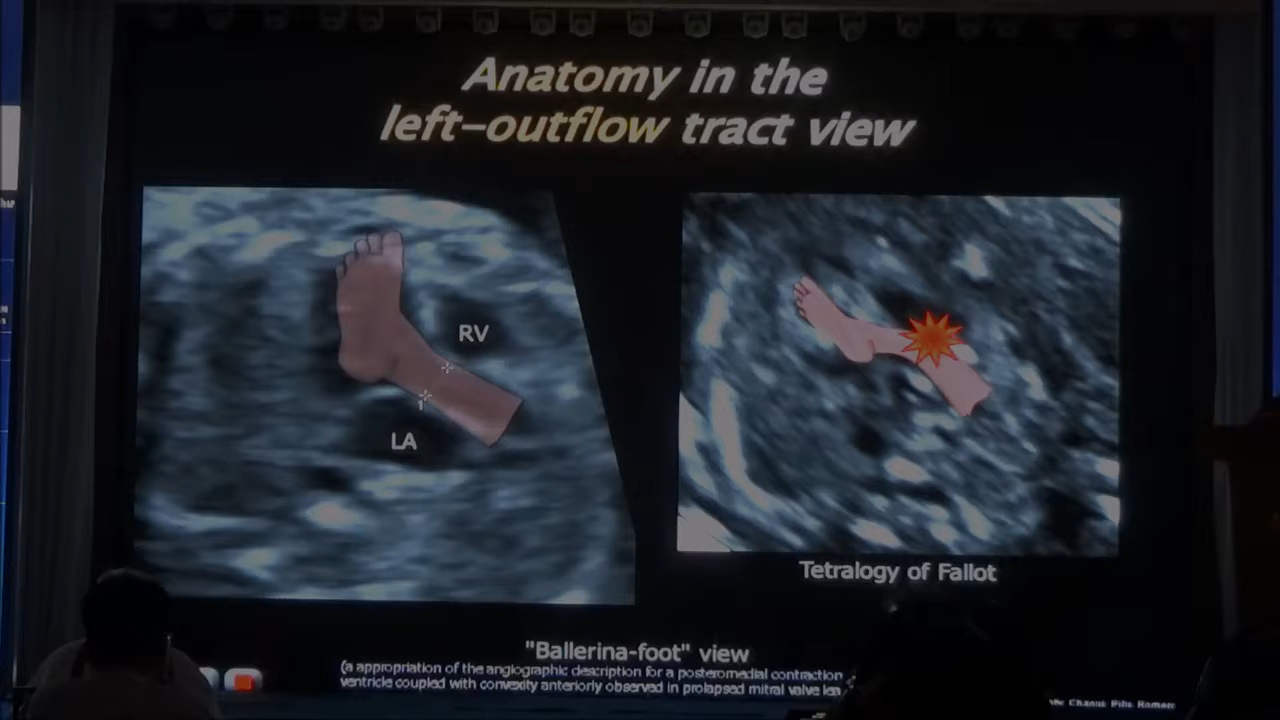 Anatomy in the
left-outflow tract view
RV
LA
Tetralogy of Fallot
"Ballerina-foot" view
(a appropriation of the angiographic description for a posteromedial contraction
ventricle coupled with convexity anteriorly observed in prolapsed mitral valve lea